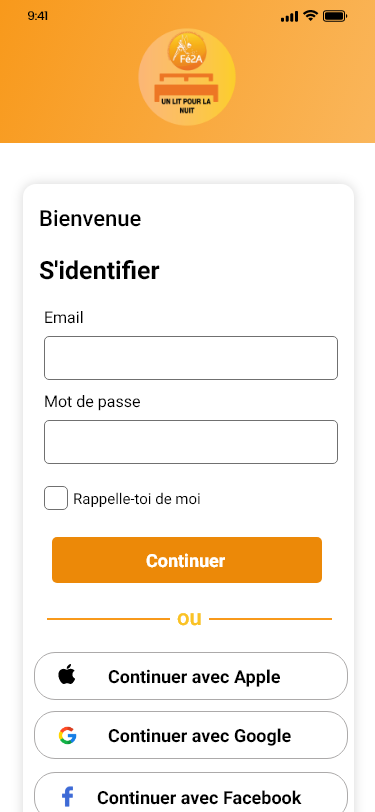 9:41
Fé2A
UN LIT POUR LA
NUIT
Bienvenue
S'identifier
Email
Mot de passe
Rappelle-toi de moi
Continuer
ou
Continuer avec Apple
Continuer avec Google
Continuer avec Facebook